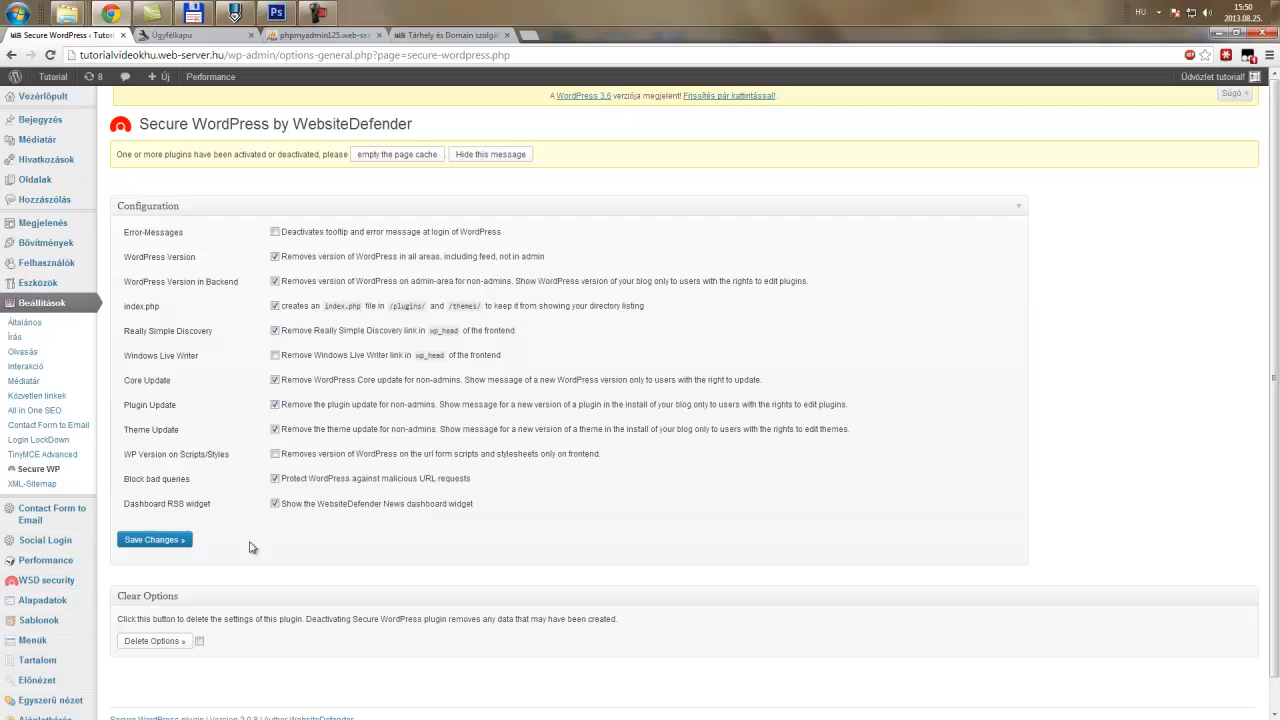 HU
15:50
2013.08.25.
Secure WordPress ‹ Tutori
Ügyfélkapu
phpmyadmin125.web-ser
Tárhely és Domain szolgál
tutorialvideokhu.web-server.hu/wp-admin/options-general.php?page=secure-wordpress.php
Tutorial
8
Új
Performance
Üdvözlet tutorial!
Vezérlőpult
Bejegyzés
Médiatár
Hivatkozások
Oldalak
Hozzászólás
Megjelenés
Bővítmények
Felhasználók
Eszközök
Beállítások
Általános
Írás
Olvasás
Interakció
Médiatár
Közvetlen linkek
All in One SEO
Contact Form to Email
Login LockDown
TinyMCE Advanced
Secure WP
XML-Sitemap
Contact Form to
Email
Social Login
Performance
WSD security
Alapadatok
Sablonok
Menük
Tartalom
Előnézet
Egyszerű nézet
A WordPress 3.6 verziója megjelent! Frissítés pár kattintással!.
Súgó
Secure WordPress by WebsiteDefender
One or more plugins have been activated or deactivated, please empty the page cache . Hide this message
Configuration
Error-Messages Deactivates tooltip and error message at login of WordPress
WordPress Version Removes version of WordPress in all areas, including feed, not in admin
WordPress Version in Backend Removes version of WordPress on admin-area for non-admins. Show WordPress version of your blog only to users with the rights to edit plugins.
index.php creates an index.php file in /plugins/ and /themes/ to keep it from showing your directory listing
Really Simple Discovery Remove Really Simple Discovery link in wp_head of the frontend
Windows Live Writer Remove Windows Live Writer link in wp_head of the frontend
Core Update Remove WordPress Core update for non-admins. Show message of a new WordPress version only to users with the right to update.
Plugin Update Remove the plugin update for non-admins. Show message for a new version of a plugin in the install of your blog only to users with the rights to edit plugins.
Theme Update Remove the theme update for non-admins. Show message for a new version of a theme in the install of your blog only to users with the rights to edit themes.
WP Version on Scripts/Styles Removes version of WordPress on the url form scripts and stylesheets only on frontend.
Block bad queries Protect WordPress against malicious URL requests
Dashboard RSS widget Show the WebsiteDefender News dashboard widget
Save Changes »
Clear Options
Click this button to delete the settings of this plugin. Deactivating Secure WordPress plugin removes any data that may have been created.
Delete Options »
Secure WordPress plugin | Version 2.0.8 | Author WebsiteDefender